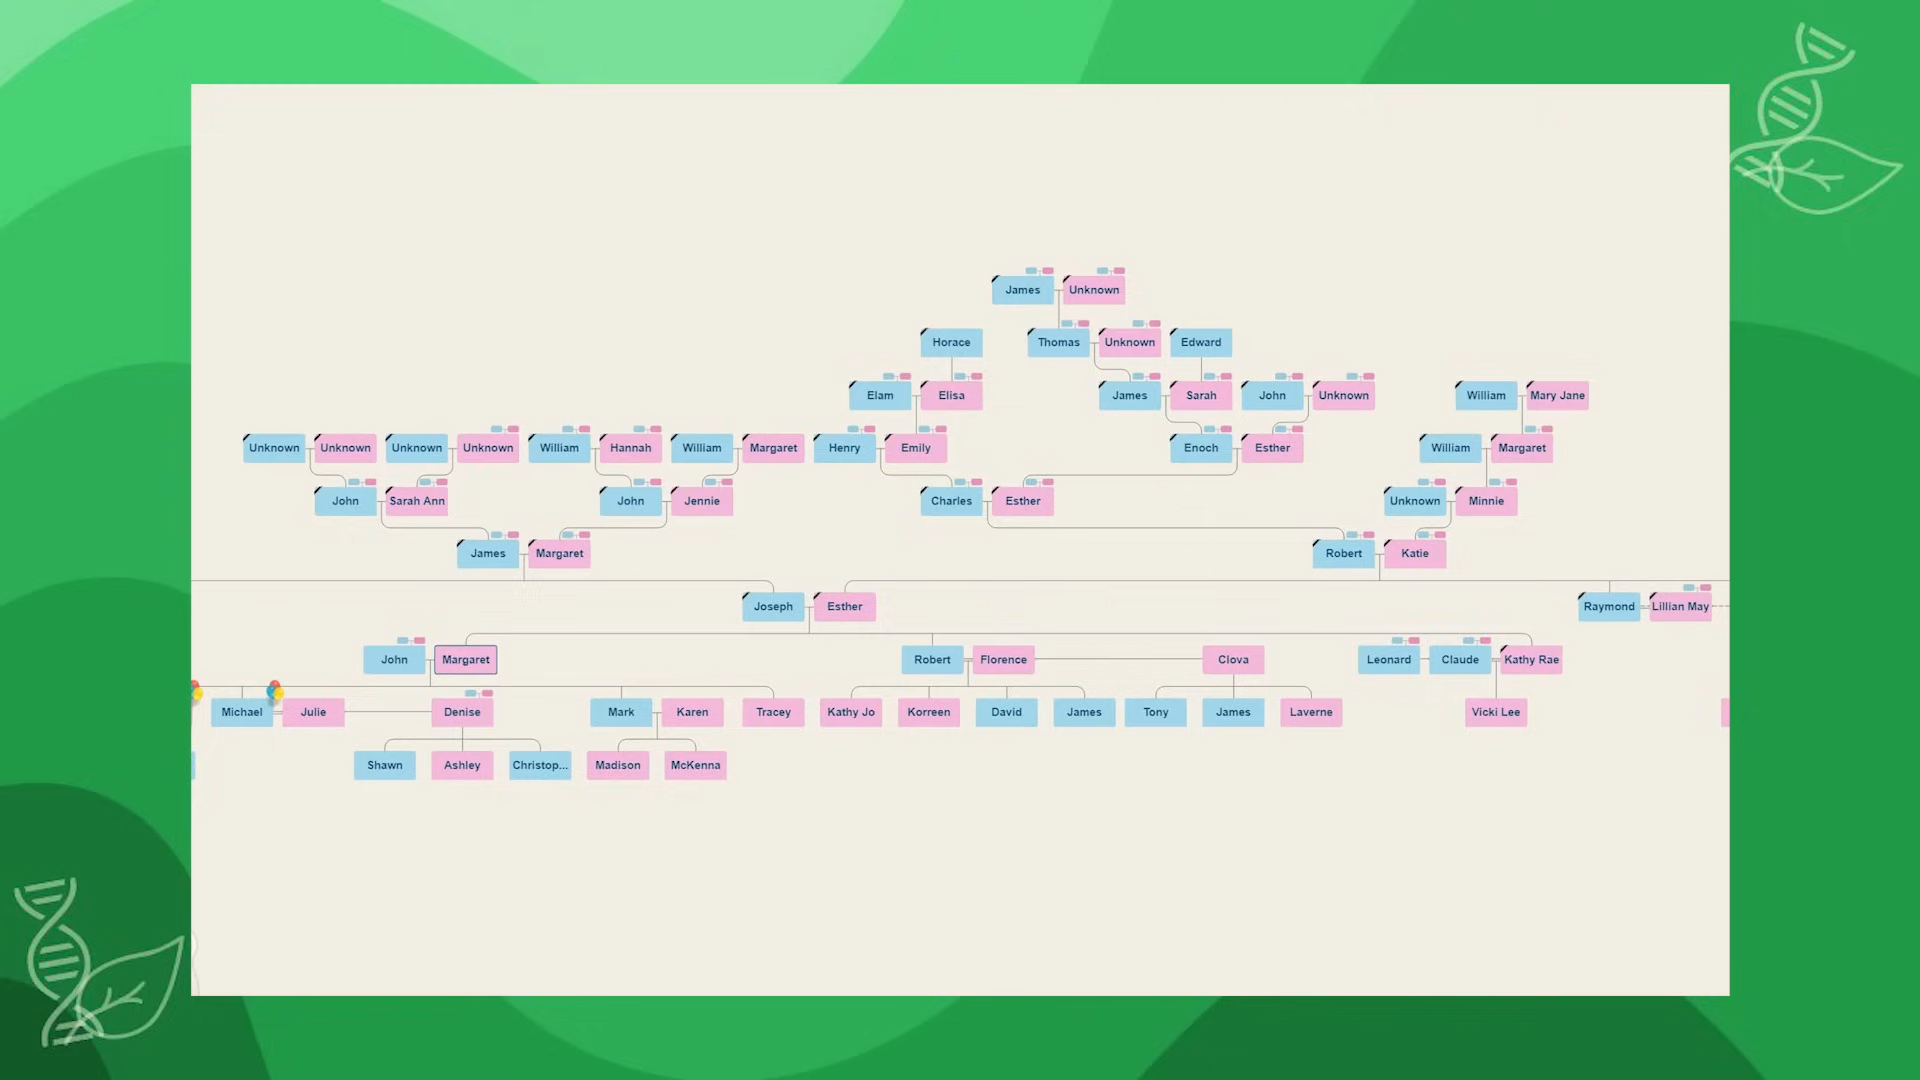 James Unknown
Horace Thomas Unknown Edward
Elam Elisa James Sarah John Unknown William Mary Jane
Unknown Unknown Unknown Unknown William Hannah William Margaret Henry Emily Enoch Esther William Margaret
John Sarah Ann John Jennie Charles Esther Unknown Minnie
James Margaret Robert Katie
Joseph Esther Raymond Lillian May
John Margaret Robert Florence Clova Leonard Claude Kathy Rae
Michael Julie Denise Mark Karen Tracey Kathy Jo Korreen David James Tony James Laverne Vicki Lee
Shawn Ashley Christop... Madison McKenna